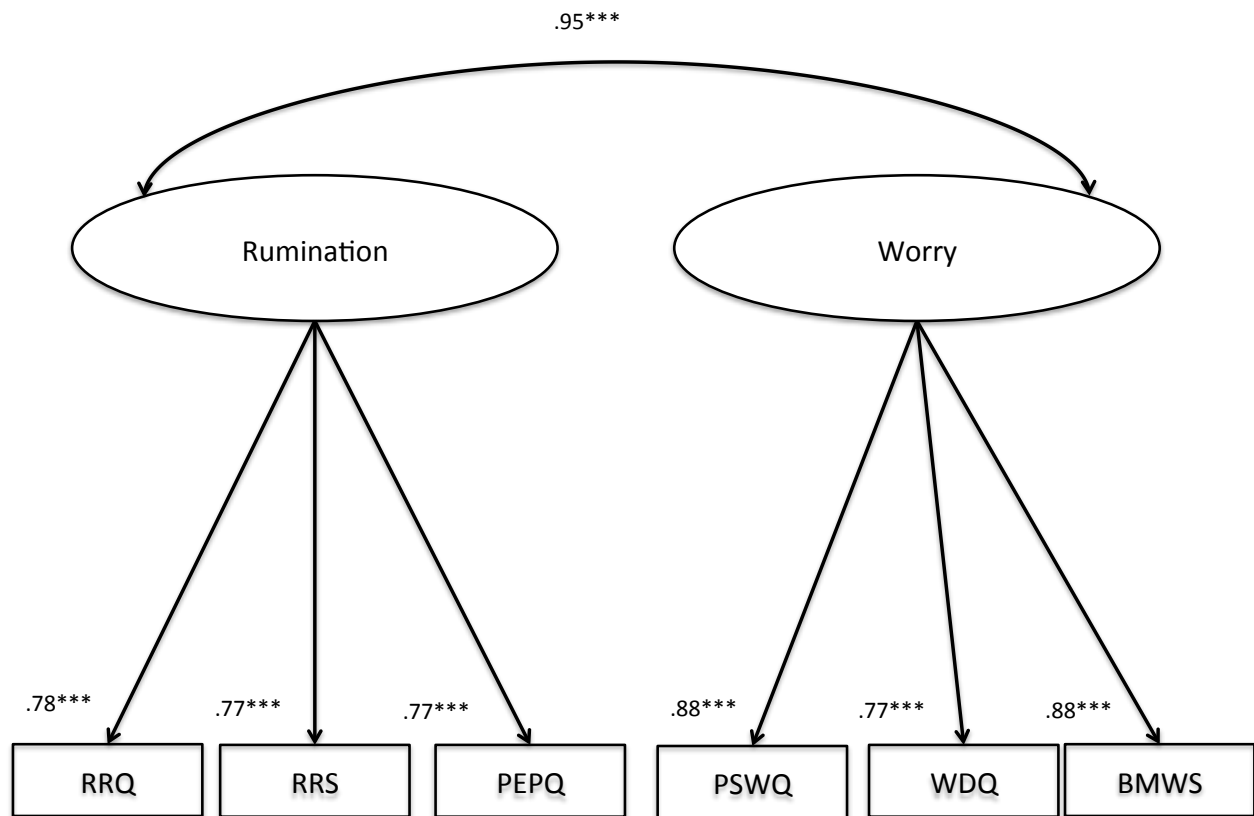 .95***
Rumination
Worry
.78***
.77***
.77***
.88***
.77***
.88***
RRQ
RRS
PEPQ
PSWQ
WDQ
BMWS